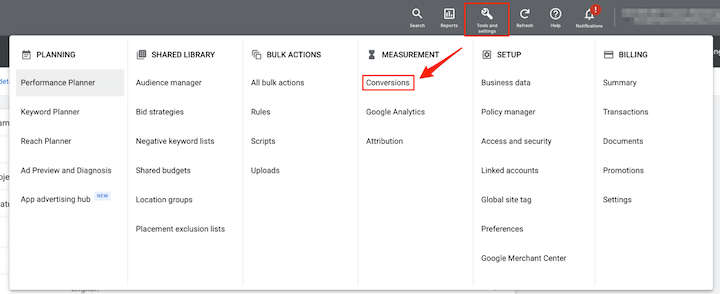 Search
Reports
Tools and
settings
Refresh
Help
!
Notifications
PLANNING
Performance Planner
Keyword Planner
Reach Planner
Ad Preview and Diagnosis
App advertising hub NEW
SHARED LIBRARY
Audience manager
Bid strategies
Negative keyword lists
Shared budgets
Location groups
Placement exclusion lists
BULK ACTIONS
All bulk actions
Rules
Scripts
Uploads
MEASUREMENT
Conversions
Google Analytics
Attribution
SETUP
Business data
Policy manager
Access and security
Linked accounts
Global site tag
Preferences
Google Merchant Center
BILLING
Summary
Transactions
Documents
Promotions
Settings
English